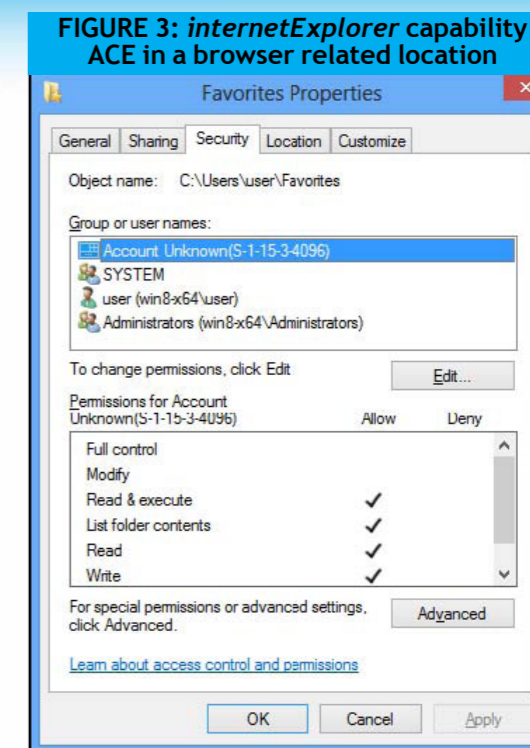 FIGURE 3: internetExplorer capability
ACE in a browser related location
Favorites Properties
General Sharing Security Location Customize
Object name: C:\Users\user\Favorites
Group or user names:
Account Unknown(S-1-15-3-4096)
SYSTEM
user (win8-x64\user)
Administrators (win8-x64\Administrators)
To change permissions, click Edit
Edit...
Permissions for Account
Unknown(S-1-15-3-4096) Allow Deny
Full control
Modify
Read & execute
List folder contents
Read
Write
For special permissions or advanced settings,
click Advanced.
Advanced
Learn about access control and permissions
OK Cancel Apply